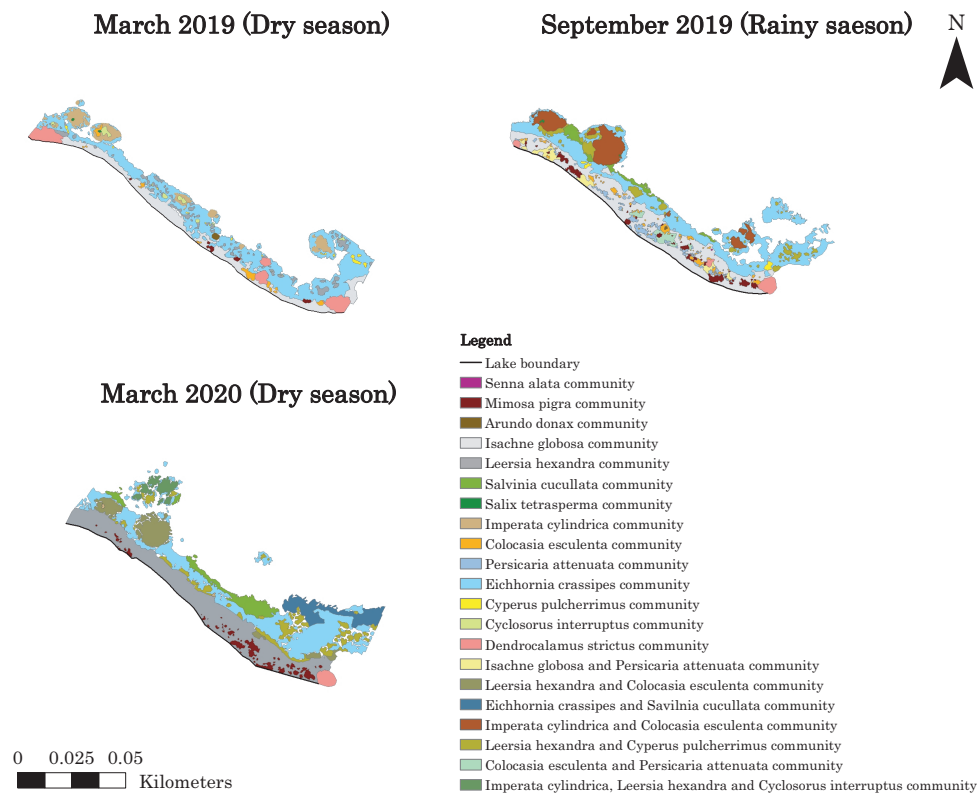 March 2019 (Dry season)
September 2019 (Rainy saeson)
N
Legend
Lake boundary
Senna alata community
Mimosa pigra community
Arundo donax community
Isachne globosa community
Leersia hexandra community
Salvinia cucullata community
Salix tetrasperma community
Imperata cylindrica community
Colocasia esculenta community
Persicaria attenuata community
Eichhornia crassipes community
Cyperus pulcherrimus community
Cyclosorus interruptus community
Dendrocalamus strictus community
Isachne globosa and Persicaria attenuata community
Leersia hexandra and Colocasia esculenta community
Eichhornia crassipes and Savilnia cucullata community
Imperata cylindrica and Colocasia esculenta community
Leersia hexandra and Cyperus pulcherrimus community
Colocasia esculenta and Persicaria attenuata community
Imperata cylindrica, Leersia hexandra and Cyclosorus interruptus community
March 2020 (Dry season)
0 0.025 0.05
Kilometers